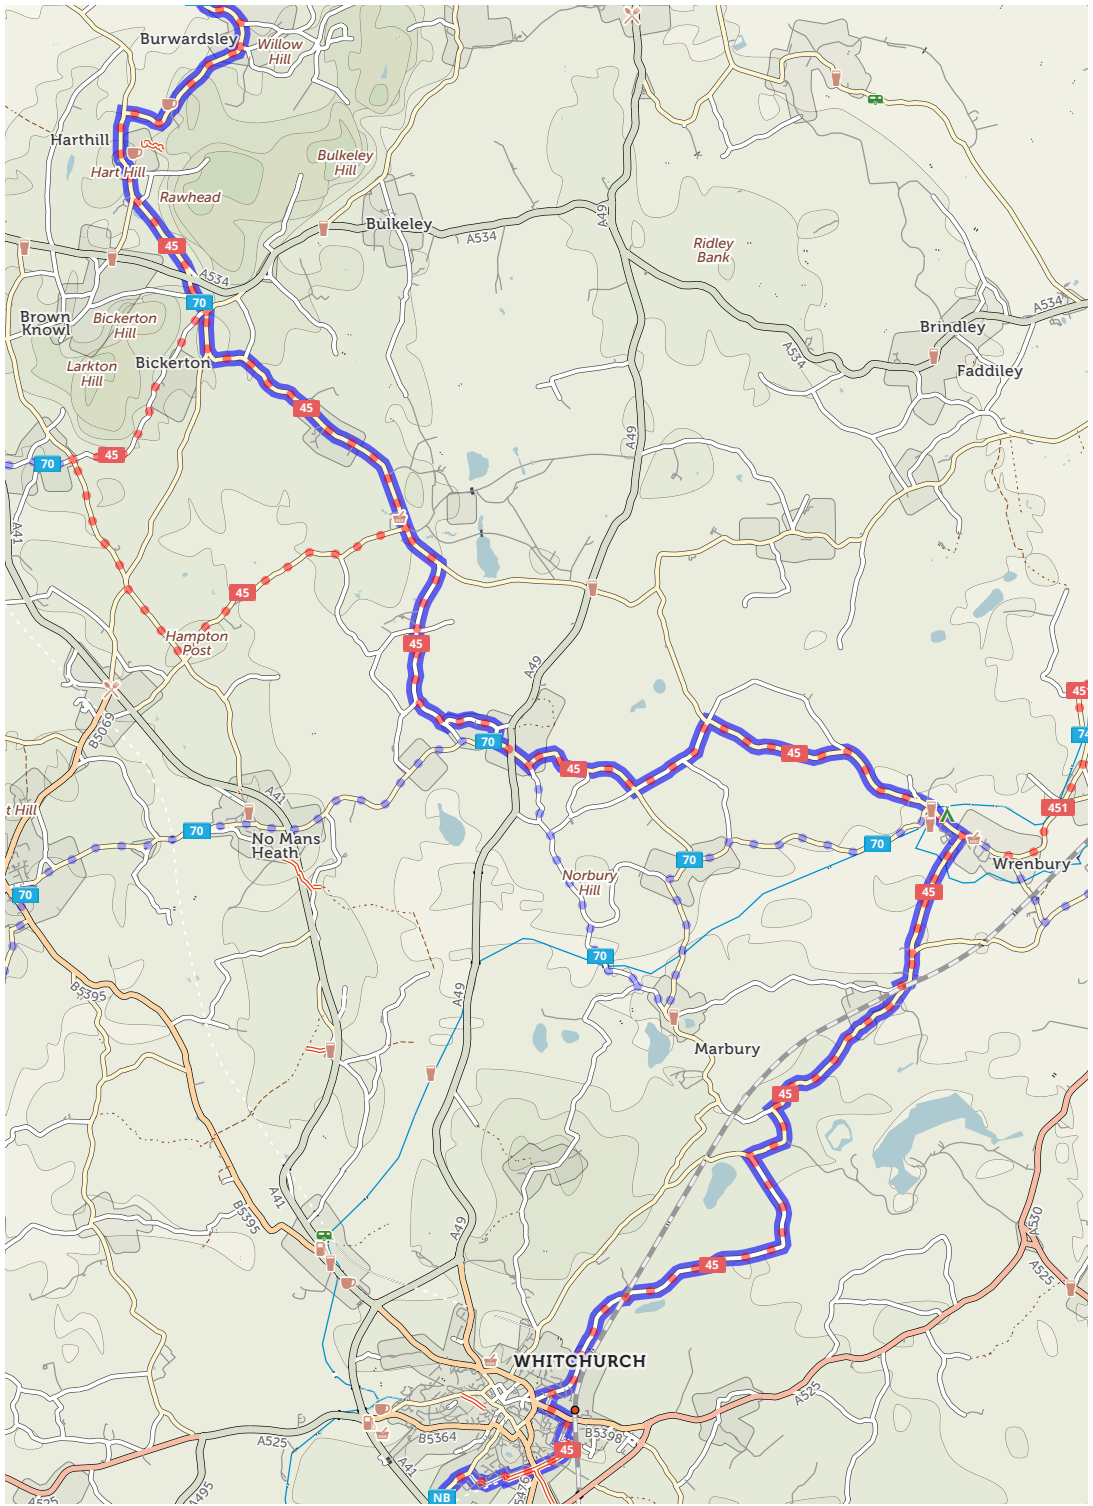 Burwardsley
Willow
Hill
Harthill
Hart Hill
Bulkeley
Hill
Rawhead
A49
Bulkeley
A534
45
Ridley
Bank
A534
70
A534
Brown
Knowl
Bickerton
Hill
Brindley
A534
Larkton
Hill
Bickerton
Faddiley
45
A49
45
70
A41
45
Hampton
Post
45
A49
45
B5069
70
74
45
45
A41
t Hill
451
70
No Mans
Heath
70
70
Wrenbury
Norbury
Hill
70
45
70
B5395
A49
Marbury
45
A41
B5395
A49
A530
45
A525
WHITCHURCH
A525
A525
B5364
B5398
45
A41
A495
A525
NB